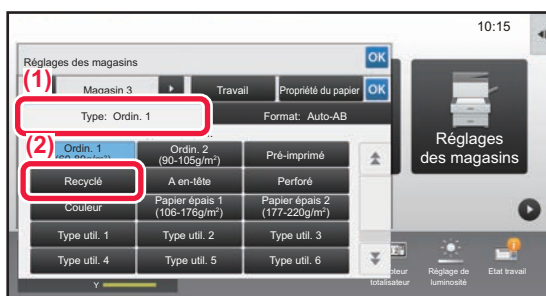 10:15
Réglages des magasins
OK
(1)
Magasin 3
Travail
Propriété du papier
OK
Type: Ordin. 1
Format: Auto-AB
(2)
Ordin. 1
Ordin. 2
(90-105g/m²)
Pré-imprimé
Recyclé
A en-tête
Perforé
Couleur
Papier épais 1
(106-176g/m²)
Papier épais 2
(177-220g/m²)
Type util. 1
Type util. 2
Type util. 3
Type util. 4
Type util. 5
Type util. 6
Réglages
des magasins
totalisateur
Réglage de
luminosité
Etat travail
Y